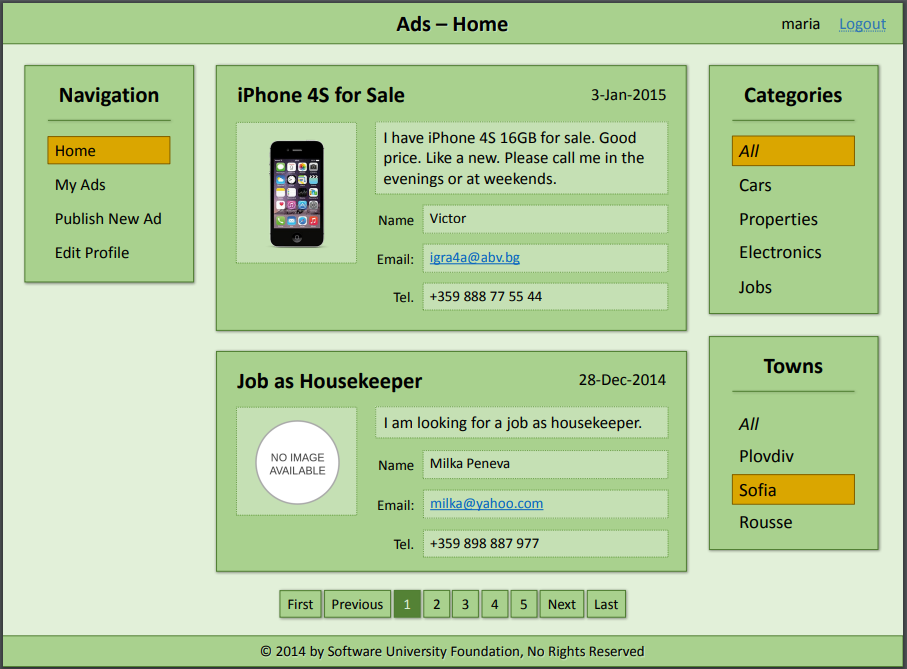 Ads – Home
maria Logout
Navigation
Home
My Ads
Publish New Ad
Edit Profile
iPhone 4S for Sale
3-Jan-2015
I have iPhone 4S 16GB for sale. Good
price. Like a new. Please call me in the
evenings or at weekends.
Name Victor
Email: igra4a@abv.bg
Tel. +359 888 77 55 44
Job as Housekeeper
28-Dec-2014
NO IMAGE
AVAILABLE
I am looking for a job as housekeeper.
Name Milka Peneva
Email: milka@yahoo.com
Tel. +359 898 887 977
First Previous 1 2 3 4 5 Next Last
Categories
All
Cars
Properties
Electronics
Jobs
Towns
All
Plovdiv
Sofia
Rousse
© 2014 by Software University Foundation, No Rights Reserved